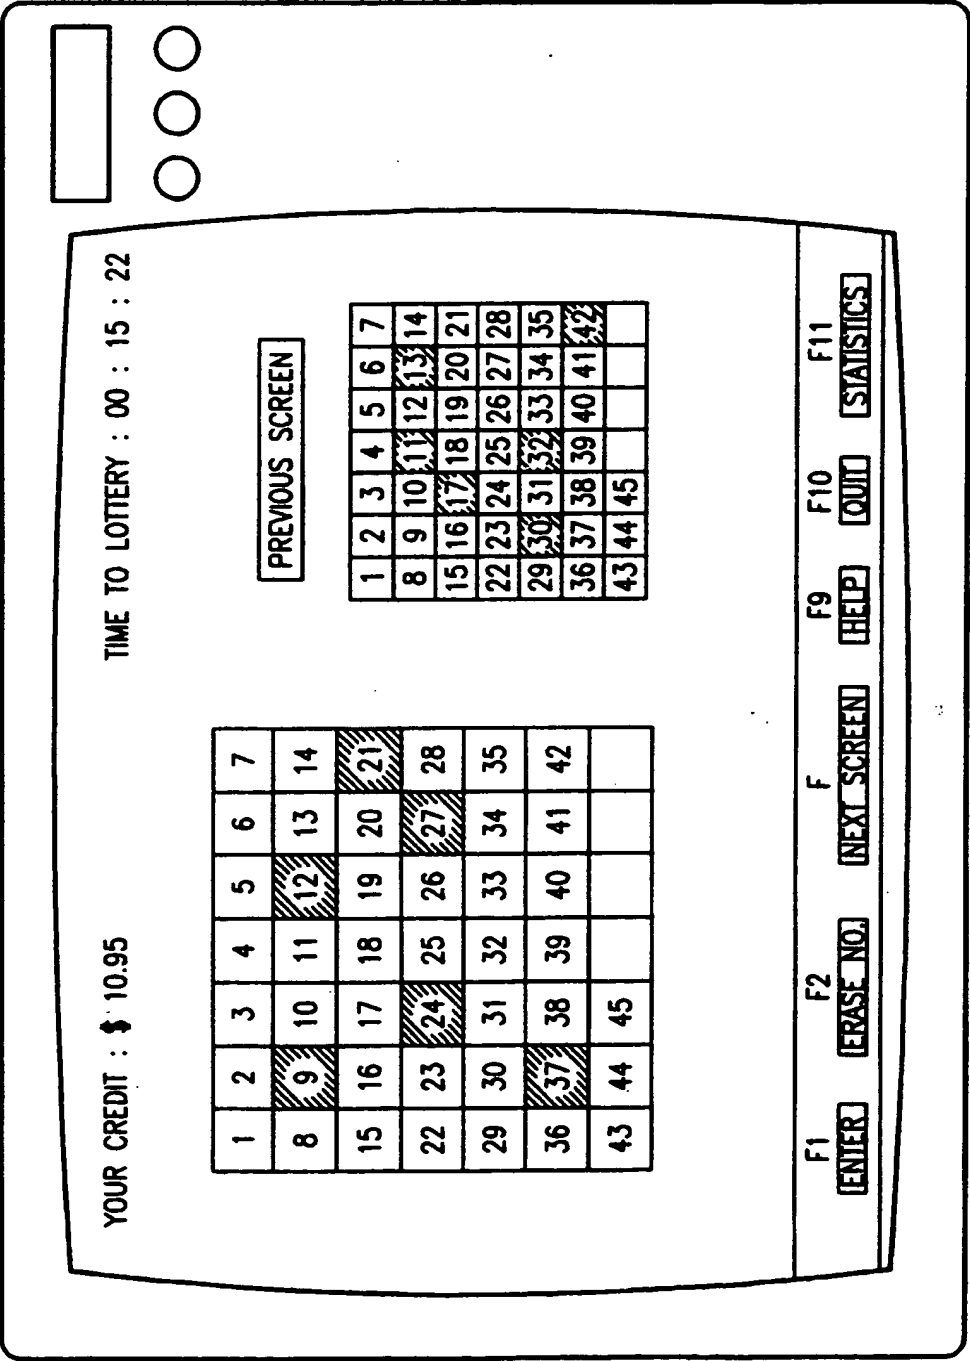 YOUR CREDIT : $ 10.95 TIME TO LOTTERY : 00 : 15 : 22
1 2 3 4 5 6 7
8 9 10 11 12 13 14
15 16 17 18 19 20 21
22 23 24 25 26 27 28
29 30 31 32 33 34 35
36 37 38 39 40 41 42
43 44 45
PREVIOUS SCREEN
1 2 3 4 5 6 7
8 9 10 11 12 13 14
15 16 17 18 19 20 21
22 23 24 25 26 27 28
29 30 31 32 33 34 35
36 37 38 39 40 41 42
43 44 45
F1 F2 F F9 F10 F11
ENTER ERASE NO. NEXT SCREEN HELP QUIT STATISTICS